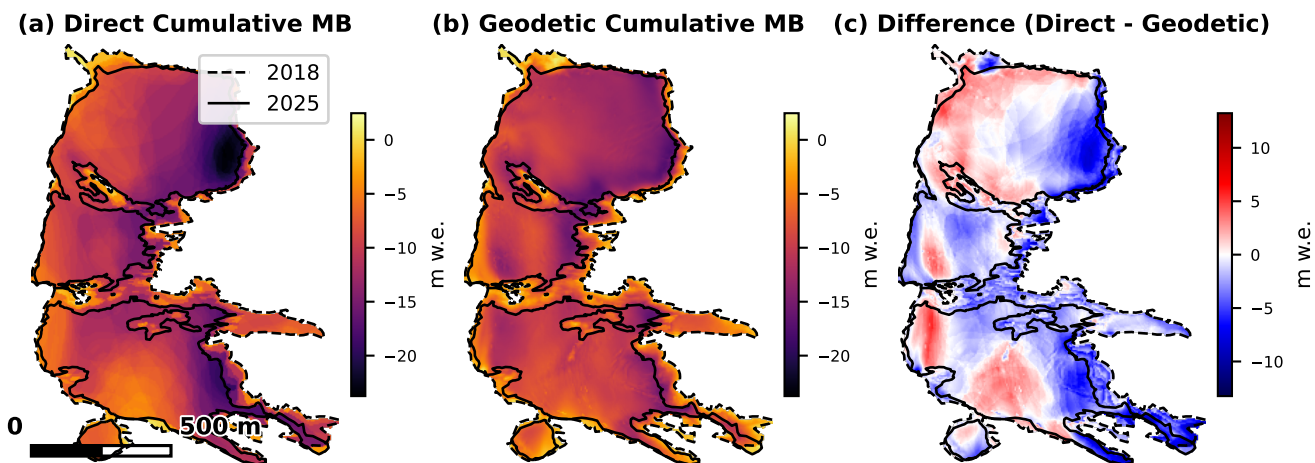 (a) Direct Cumulative MB
2018
2025
0
−5
−10
−15
−20
m w.e.
0
500 m
(b) Geodetic Cumulative MB
0
−5
−10
−15
−20
m w.e.
(c) Difference (Direct - Geodetic)
10
5
0
−5
−10
m w.e.